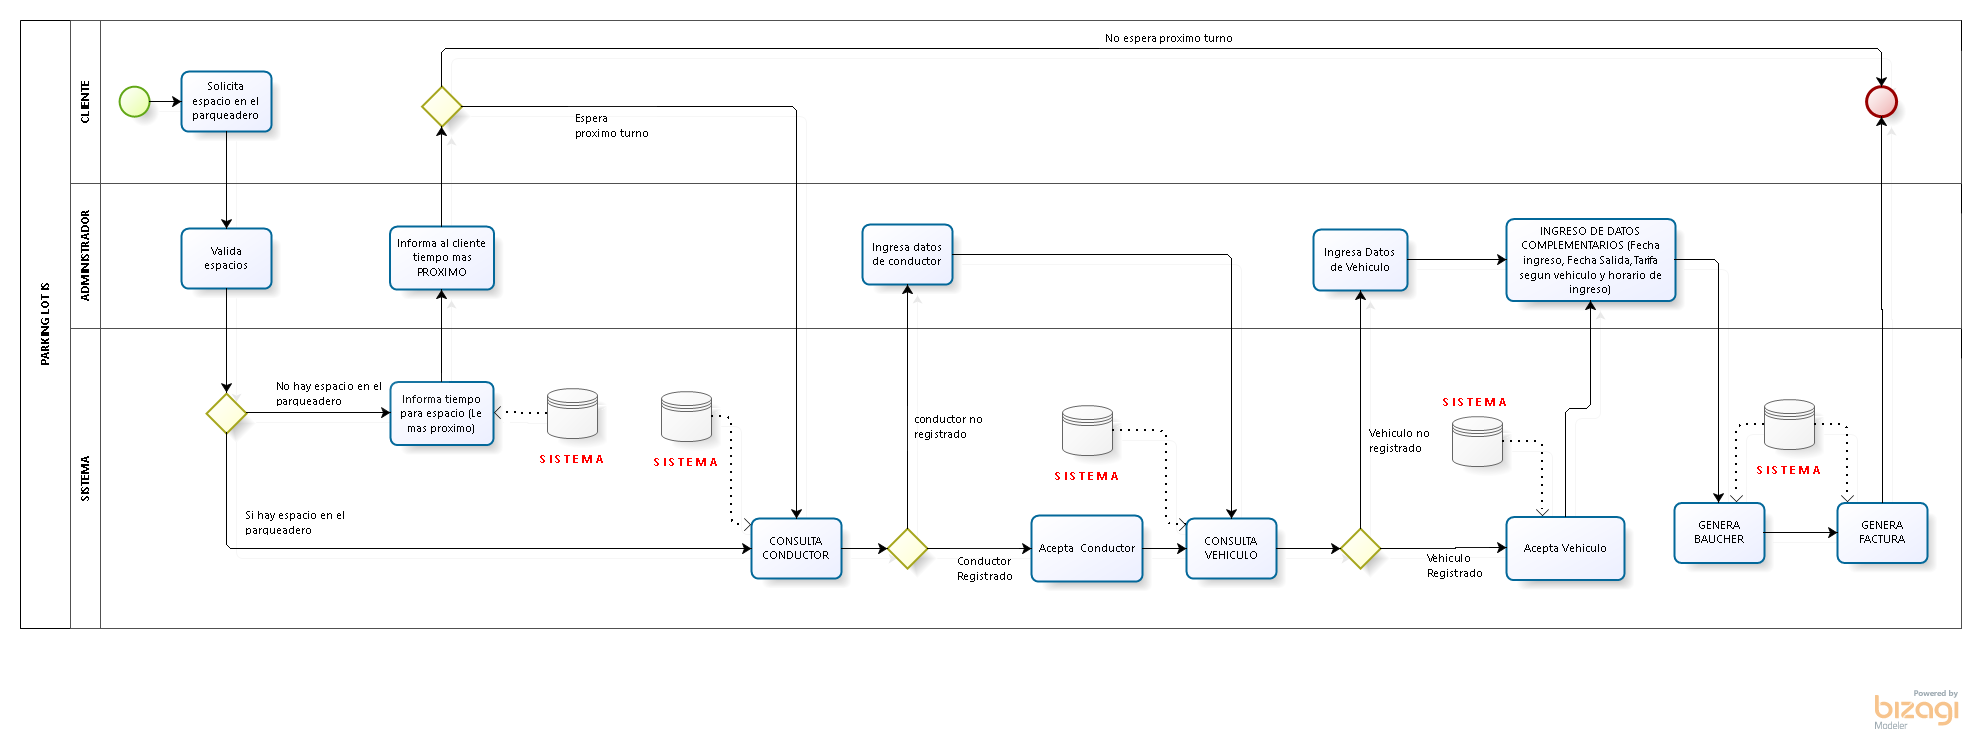 PARKING LOT IS
CLIENTE
Solicita
espacio en el
parqueadero
No espera proximo turno
Espera
proximo turno
ADMINISTRADOR
Valida
espacios
Informa al cliente
tiempo mas
PROXIMO
Ingresa datos
de conductor
Ingresa Datos
de Vehiculo
INGRESO DE DATOS
COMPLEMENTARIOS (Fecha
ingreso, Fecha Salida,Tarifa
segun vehiculo y horario de
ingreso)
SISTEMA
No hay espacio en el
parqueadero
Informa tiempo
para espacio (Le
mas proximo)
SISTEMA
SISTEMA
Si hay espacio en el
parqueadero
CONSULTA
CONDUCTOR
conductor no
registrado
Conductor
Registrado
Acepta Conductor
SISTEMA
CONSULTA
VEHICULO
Vehiculo no
registrado
Vehiculo
Registrado
SISTEMA
Acepta Vehiculo
SISTEMA
GENERA
BAUCHER
GENERA
FACTURA
Powered by
bizagi
Modeler